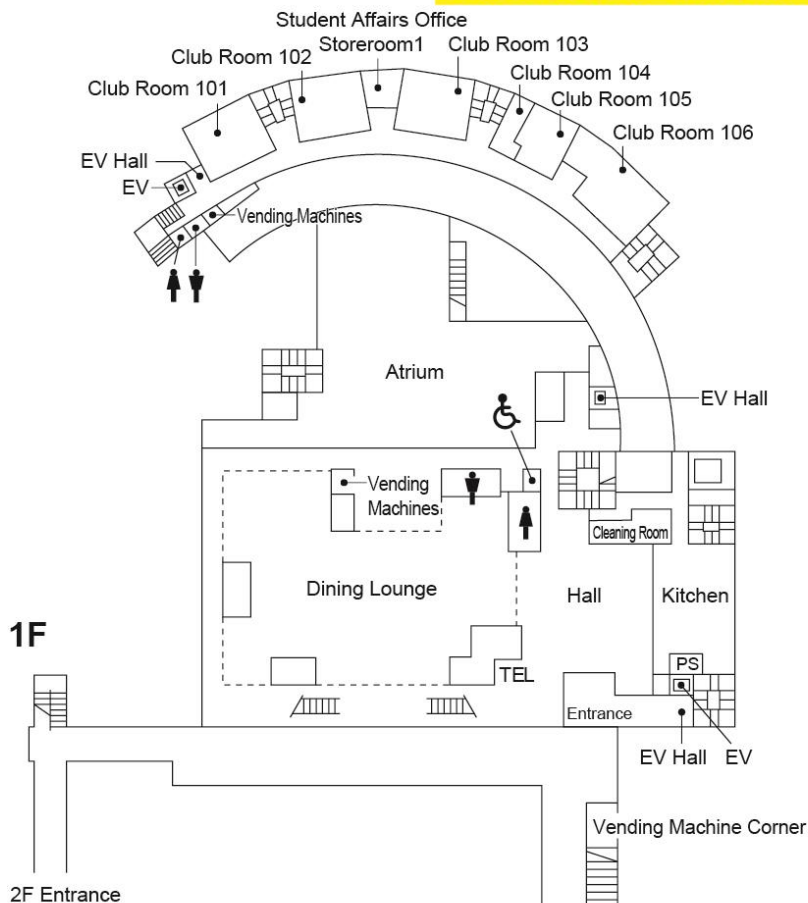 Student Affairs Office
Storeroom1
Club Room 103
Club Room 102
Club Room 104
Club Room 101
Club Room 105
Club Room 106
EV Hall
EV
Vending Machines
Atrium
EV Hall
Vending
Machines
Cleaning Room
Dining Lounge
Hall
Kitchen
1F
PS
TEL
Entrance
EV Hall
EV
Vending Machine Corner
2F Entrance